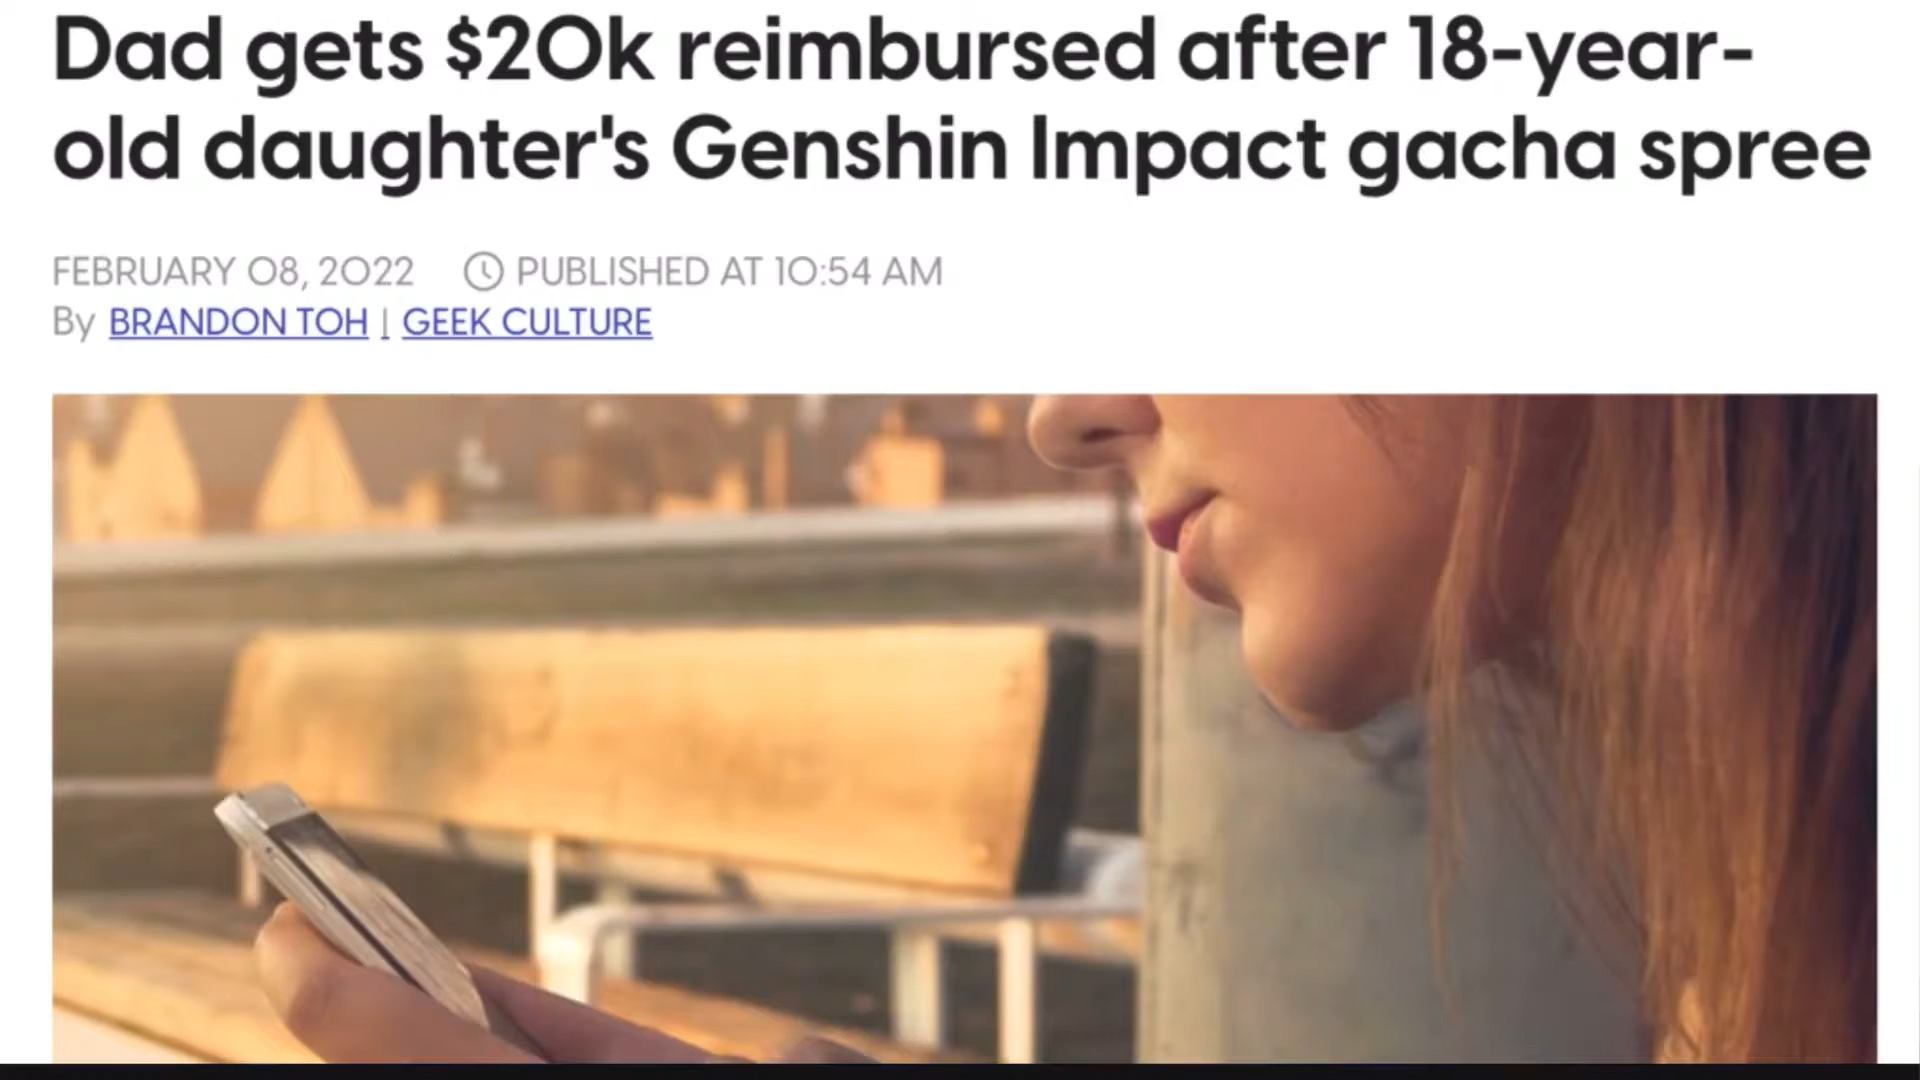 Dad gets $20k reimbursed after 18-year-
old daughter's Genshin Impact gacha spree
FEBRUARY 08, 2022 PUBLISHED AT 10:54 AM
By BRANDON TOH | GEEK CULTURE